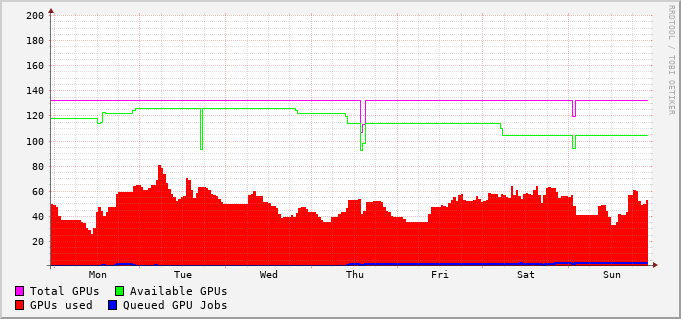 200
180
160
140
120
100
80
60
40
20
Mon Tue Wed Thu Fri Sat Sun
Total GPUs Available GPUs
GPUs used Queued GPU Jobs
RRDTOOL / TOBI OETIKER